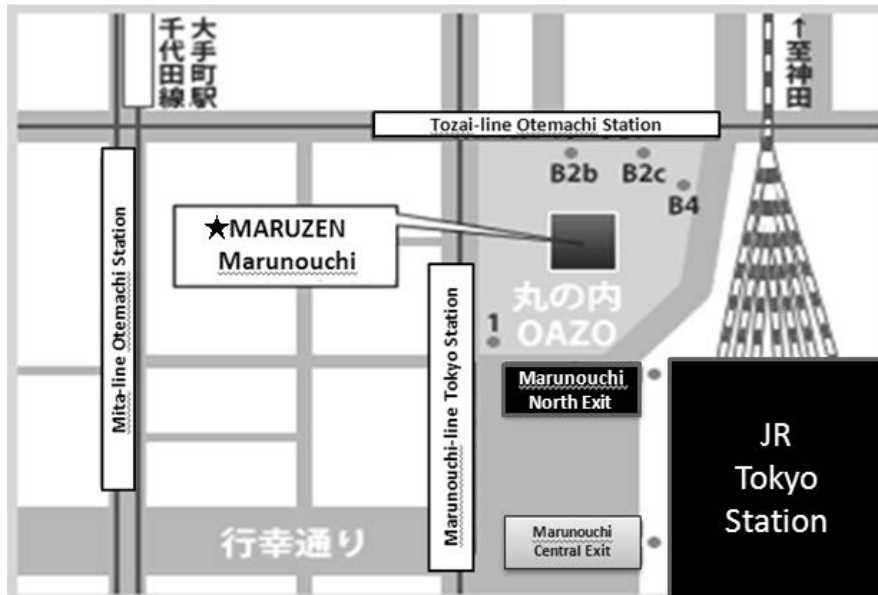 大手町駅
千代田線
↑至神田
Tozai-line Otemachi Station
B2b
B2c
B4
★MARUZEN
Marunouchi
Mita-line Otemachi Station
Marunouchi-line Tokyo Station
丸の内
OAZO
1
Marunouchi
North Exit
JR
Tokyo
Station
行幸通り
Marunouchi
Central Exit